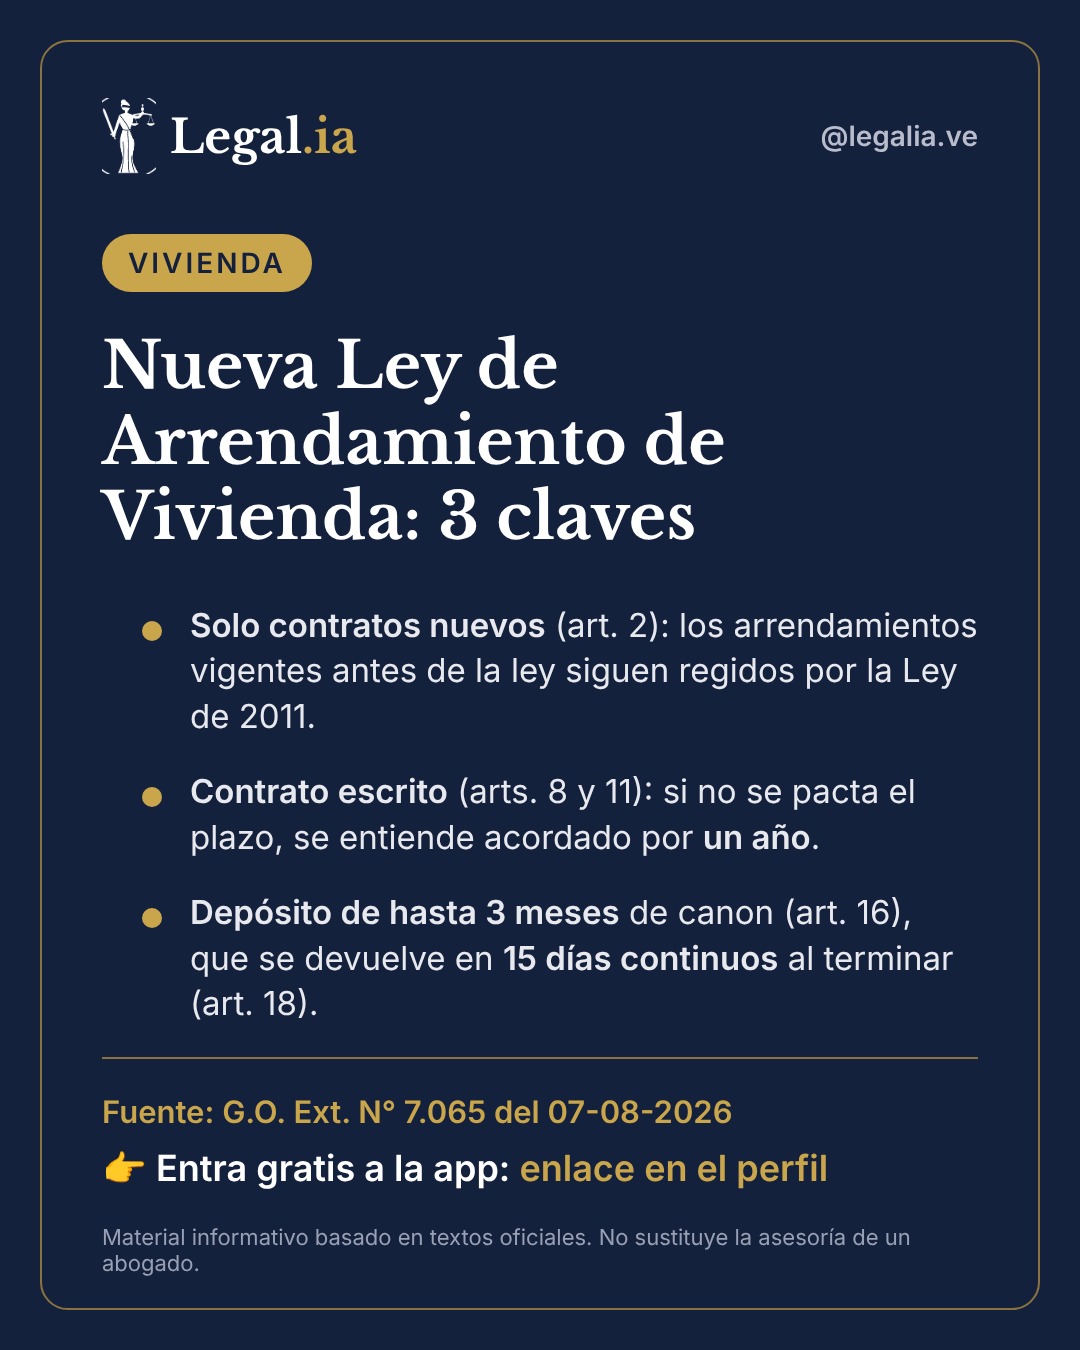 Legal.ia
@legalia.ve
VIVIENDA
Nueva Ley de
Arrendamiento de
Vivienda: 3 claves
Solo contratos nuevos (art. 2): los arrendamientos
vigentes antes de la ley siguen regidos por la Ley
de 2011.
Contrato escrito (arts. 8 y 11): si no se pacta el
plazo, se entiende acordado por un año.
Depósito de hasta 3 meses de canon (art. 16),
que se devuelve en 15 días continuos al terminar
(art. 18).
Fuente: G.O. Ext. N° 7.065 del 07-08-2026
👉 Entra gratis a la app: enlace en el perfil
Material informativo basado en textos oficiales. No sustituye la asesoría de un
abogado.